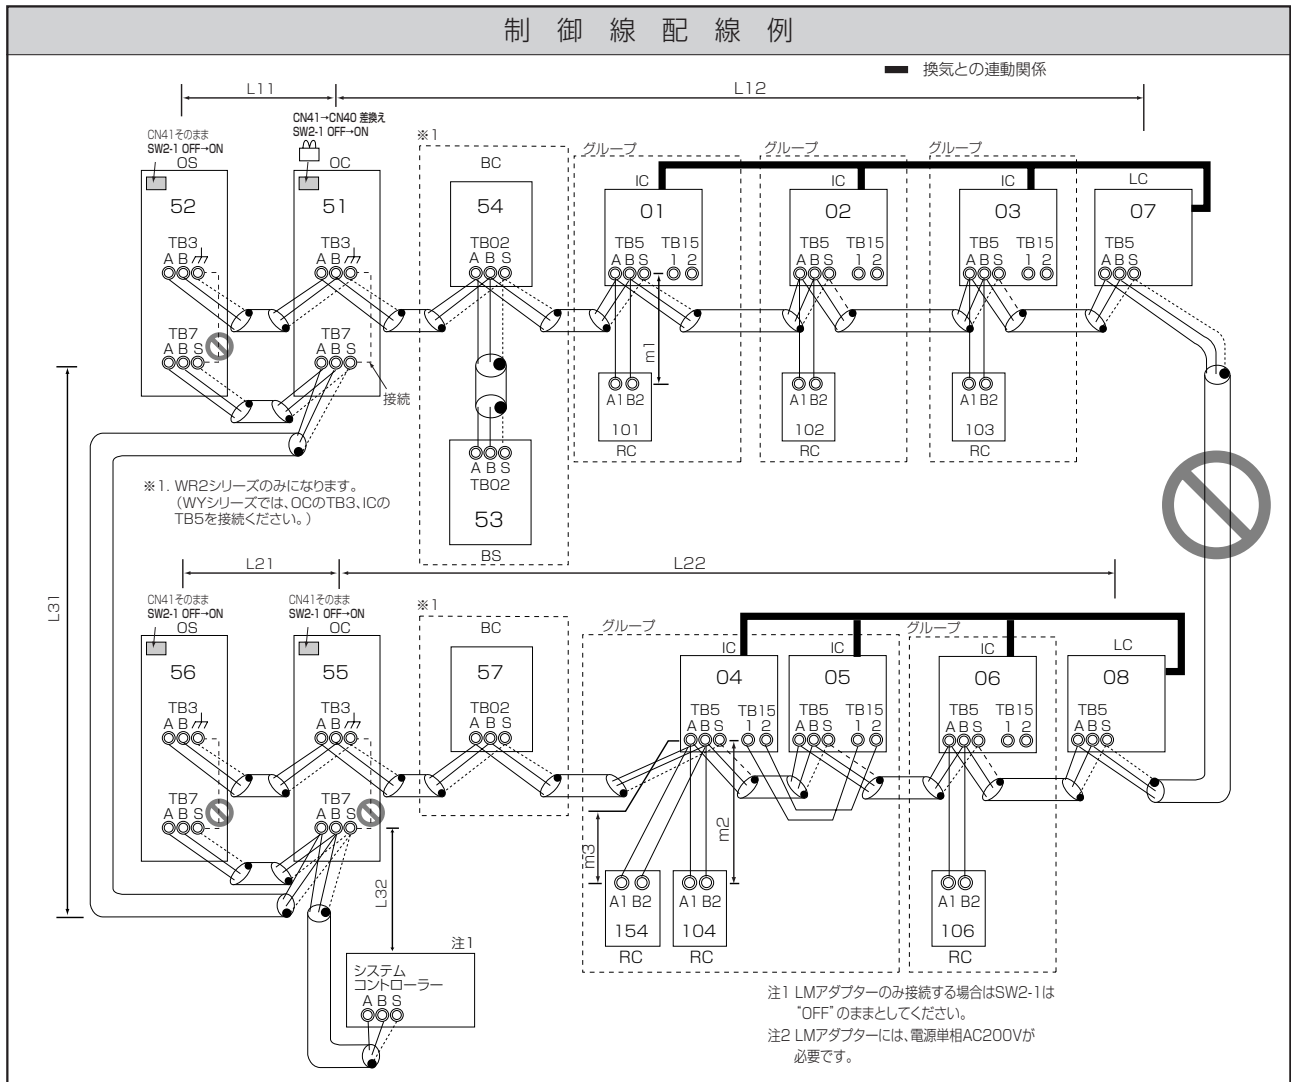 制御線配線例
換気との連動関係
L11
L12
CN41そのまま
SW2-1 OFF→ON
OS
CN41→CN40 差換え
SW2-1 OFF→ON
OC
※1
BC
グループ
IC
グループ
IC
グループ
IC
LC
52
51
54
01
02
03
07
TB3
A B
TB3
A B
TB02
A B S
TB5
A B S
TB15
1 2
TB5
A B S
TB15
1 2
TB5
A B S
TB15
1 2
TB5
A B S
TB7
A B S
TB7
A B S
接続
m1
A1 B2
101
RC
A1 B2
102
RC
A1 B2
103
RC
A B S
TB02
53
BS
※1. WR2シリーズのみになります。
(WYシリーズでは、OCのTB3、ICの
TB5を接続ください。)
L31
L21
L22
CN41そのまま
SW2-1 OFF→ON
OS
CN41そのまま
SW2-1 OFF→ON
OC
※1
BC
グループ
IC
IC
グループ
IC
LC
56
55
57
04
05
06
08
TB3
A B
TB3
A B
TB02
A B S
TB5
A B S
TB15
1 2
TB5
A B S
TB15
1 2
TB5
A B S
TB15
1 2
TB5
A B S
TB7
A B S
TB7
A B S
L32
m3
m2
A1 B2
154
RC
A1 B2
104
RC
A1 B2
106
RC
注1
システム
コントローラー
A B S
注1 LMアダプターのみ接続する場合はSW2-1は
"OFF"のままとしてください。
注2 LMアダプターには、電源単相AC200Vが
必要です。